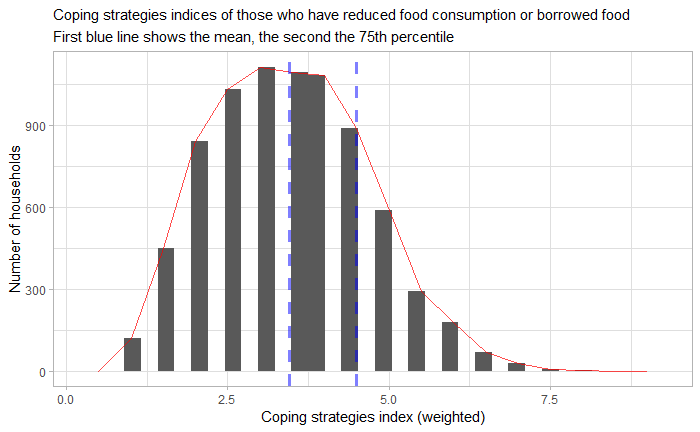 Coping strategies indices of those who have reduced food consumption or borrowed food
First blue line shows the mean, the second the 75th percentile
Number of households
900
600
300
0
0.0 2.5 5.0 7.5
Coping strategies index (weighted)